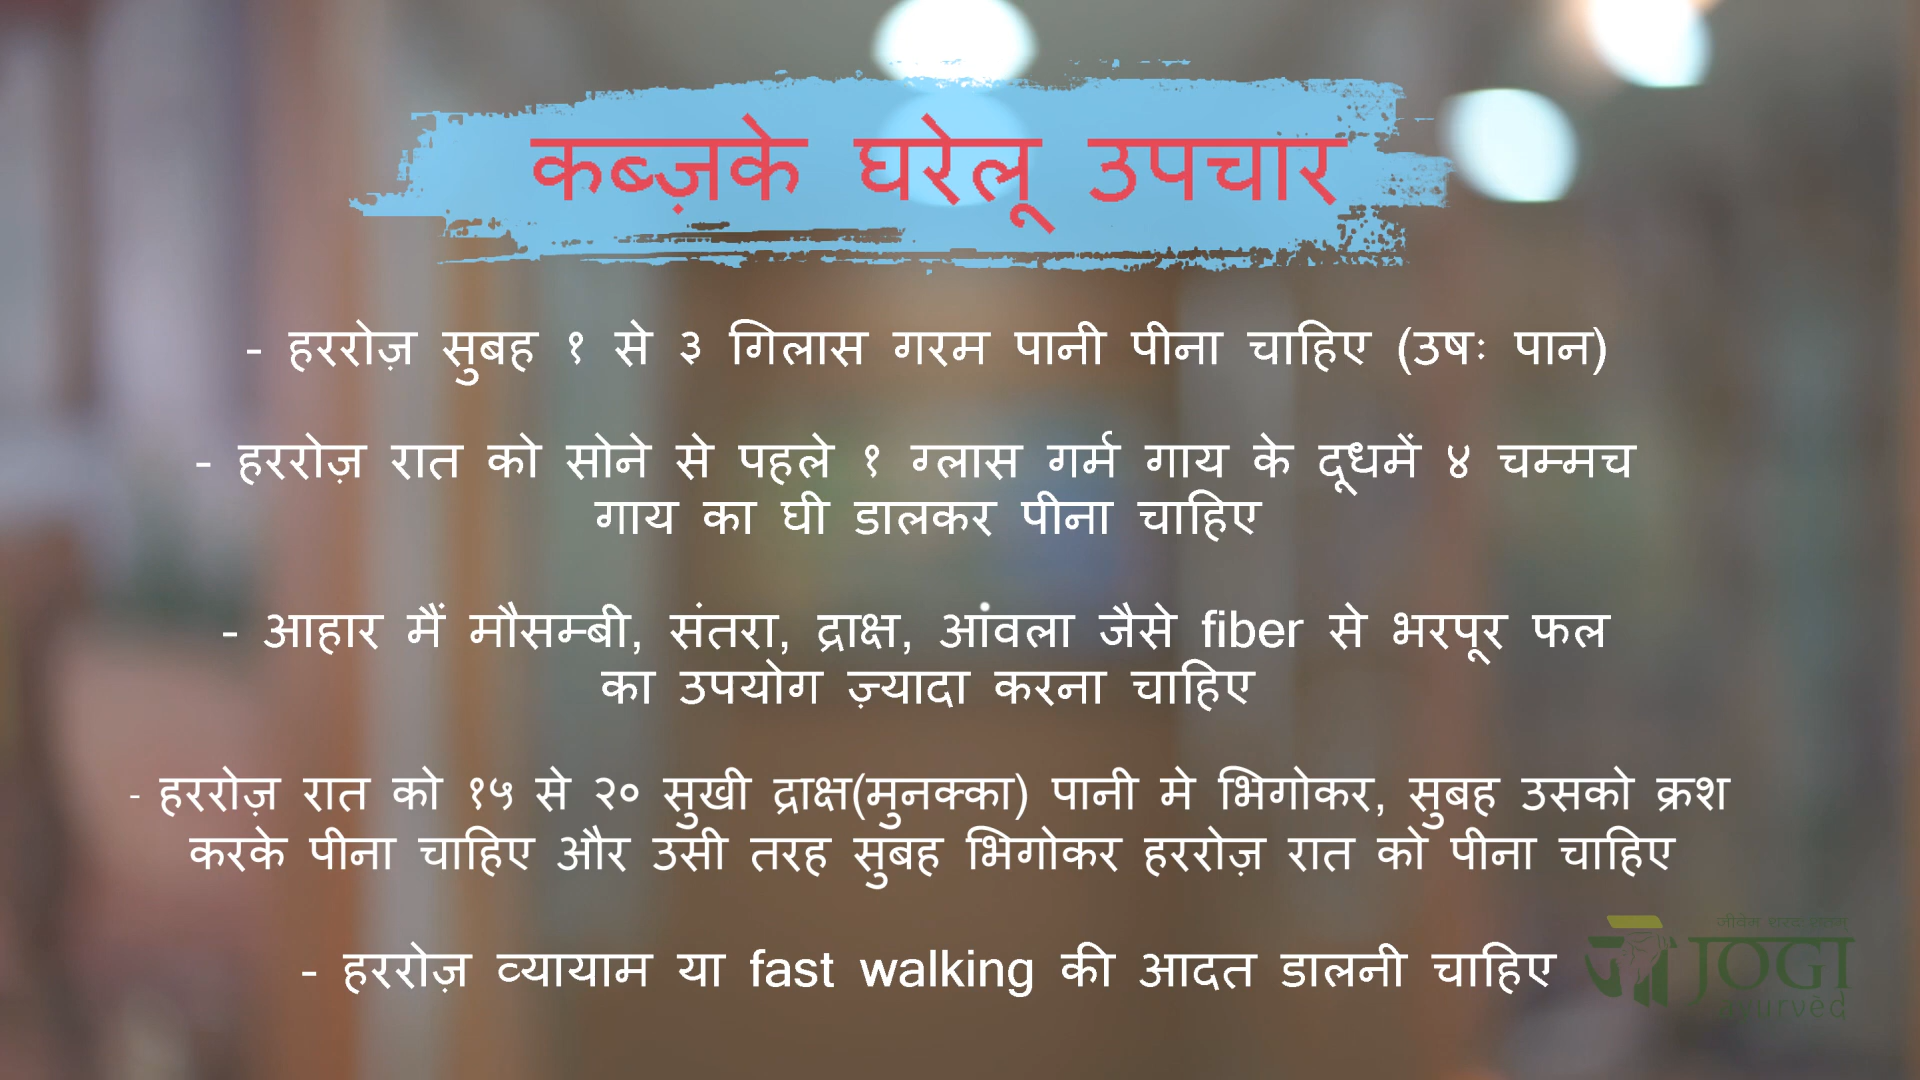 कब्ज़के घरेलू उपचार
- हररोज़ सुबह १ से ३ गिलास गरम पानी पीना चाहिए (उषः पान)
- हररोज़ रात को सोने से पहले १ ग्लास गर्म गाय के दूधमें ४ चम्मच
गाय का घी डालकर पीना चाहिए
- आहार मैं मौसम्बी, संतरा, द्राक्ष, आंवला जैसे fiber से भरपूर फल
का उपयोग ज़्यादा करना चाहिए
- हररोज़ रात को १५ से २० सुखी द्राक्ष(मुनक्का) पानी मे भिगोकर, सुबह उसको क्रश
करके पीना चाहिए और उसी तरह सुबह भिगोकर हररोज़ रात को पीना चाहिए
- हररोज़ व्यायाम या fast walking की आदत डालनी चाहिए
JOGI
ayurvēd